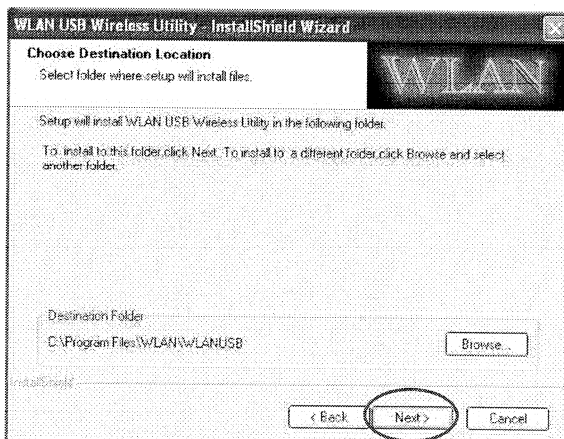 WLAN USB Wireless Utility - InstallShield Wizard
Choose Destination Location
Select folder where setup will install files.
WLAN
Setup will install WLAN USB Wireless Utility in the following folder.
To install to this folder,click Next. To install to a different folder,click Browse and select
another folder.
Destination Folder
C:\Program Files\WLAN\WLANUSB
Browse...
InstallShield
< Back
Next >
Cancel